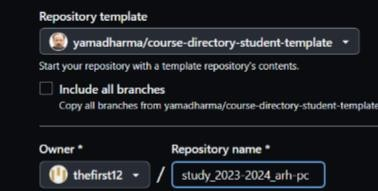 Repository template
yamadharma/course-directory-student-template
Start your repository with a template repository's contents.
Include all branches
Copy all branches from yamadharma/course-directory-student-template
Owner * Repository name *
thefirst12 / study_2023-2024_arh-pc